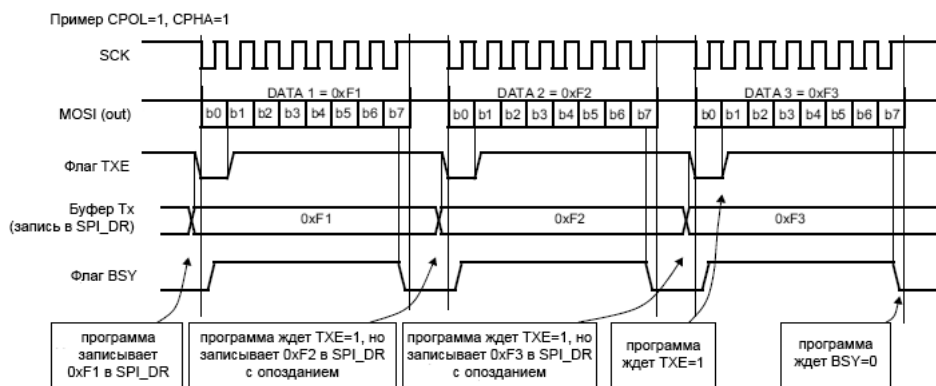 Пример CPOL=1, CPHA=1
SCK
DATA 1 = 0xF1
DATA 2 = 0xF2
DATA 3 = 0xF3
MOSI (out)
b0 b1 b2 b3 b4 b5 b6 b7
b0 b1 b2 b3 b4 b5 b6 b7
b0 b1 b2 b3 b4 b5 b6 b7
Флаг TXE
Буфер Tx
(запись в SPI_DR)
0xF1
0xF2
0xF3
Флаг BSY
программа
записывает
0xF1 в SPI_DR
программа ждет TXE=1, но
записывает 0xF2 в SPI_DR
с опозданием
программа ждет TXE=1, но
записывает 0xF3 в SPI_DR
с опозданием
программа
ждет TXE=1
программа
ждет BSY=0